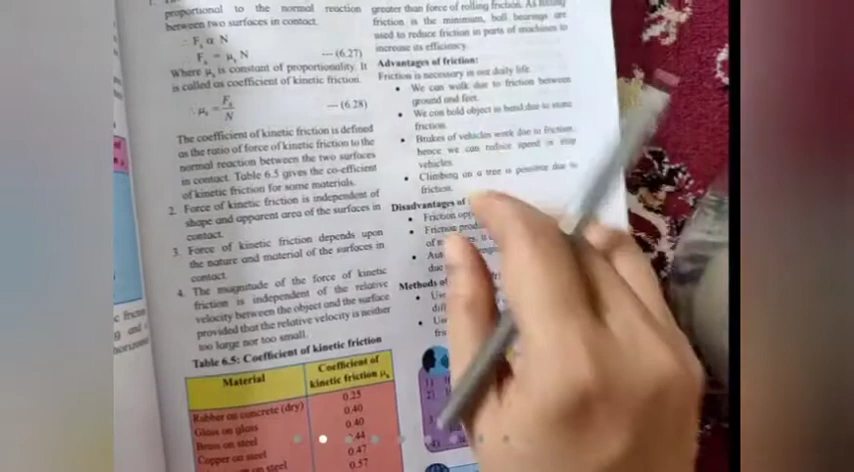 proportional to the normal reaction
between two surfaces in contact.
∴ Fₖ α N
∴ Fₖ = μₖ N --- (6.27)
Where μₖ is constant of proportionality. It
is called as coefficient of kinetic friction.
∴ μₖ = Fₖ/N --- (6.28)
The coefficient of kinetic friction is defined
as the ratio of force of kinetic friction to the
normal reaction between the two surfaces
in contact. Table 6.5 gives the co-efficient
of kinetic friction for some materials.
2. Force of kinetic friction is independent of
shape and apparent area of the surfaces in
contact.
3. Force of kinetic friction depends upon
the nature and material of the surfaces in
contact.
4. The magnitude of the force of kinetic
friction is independent of the relative
velocity between the object and the surface
provided that the relative velocity is neither
too large nor too small.
Table 6.5: Coefficient of kinetic friction
Material
Coefficient of
kinetic friction μₖ
Rubber on concrete (dry) 0.25
Glass on glass 0.40
Brass on steel 0.40
Copper on steel 0.44
on steel 0.47
0.57
greater than force of rolling friction. As rolling
friction is the minimum, ball bearings are
used to reduce friction in parts of machines to
increase its efficiency.
Advantages of friction:
Friction is necessary in our daily life.
• We can walk due to friction between
ground and feet.
• We can hold object in hand due to static
friction.
• Brakes of vehicles work due to friction,
hence we can reduce speed or stop
vehicles.
• Climbing on a tree is possible due to
friction.
Disadvantages of
• Friction
• Friction
of
•
due
Methods of
• Use
• Use
1)
2)